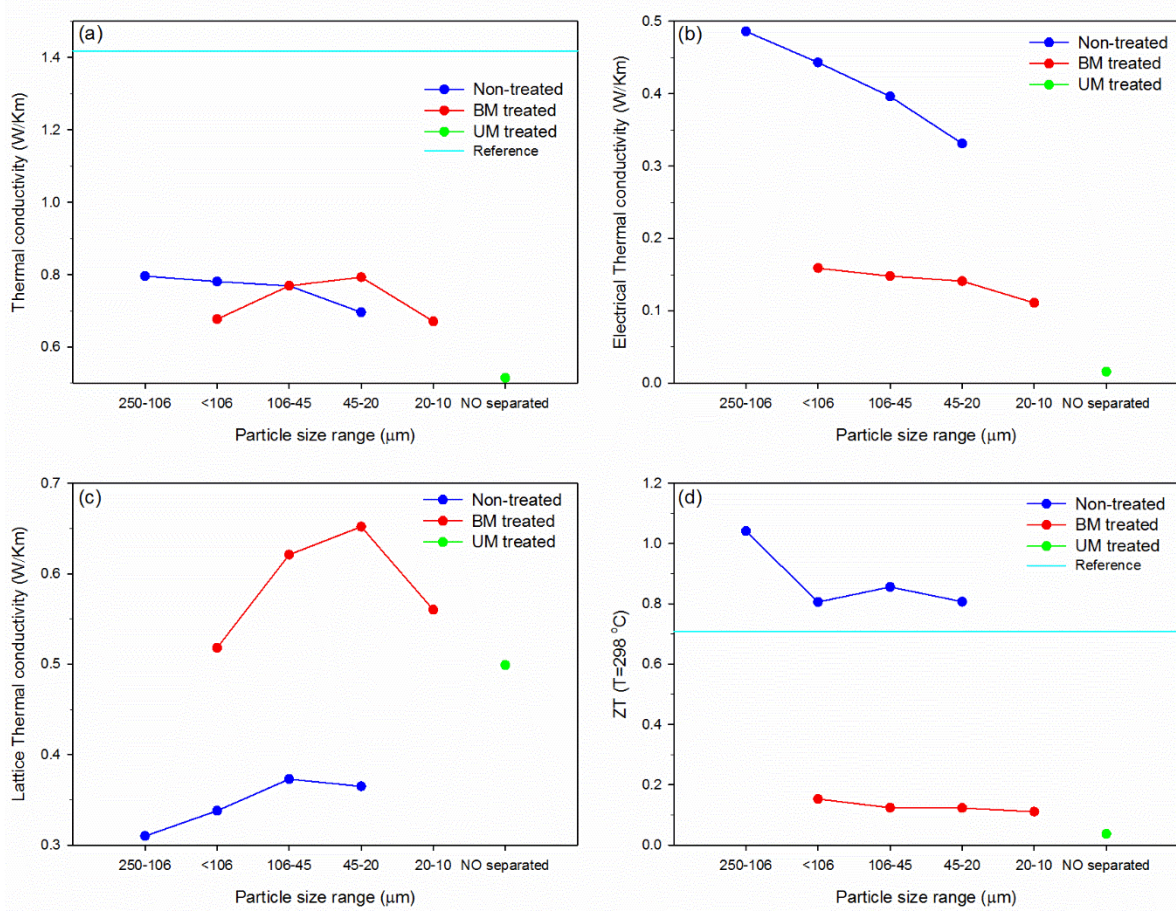 (a)
Thermal conductivity (W/Km)
1.4
1.2
1.0
0.8
0.6
Non-treated
BM treated
UM treated
Reference
250-106 <106 106-45 45-20 20-10 NO separated
Particle size range (μm)
(b)
Electrical Thermal conductivity (W/Km)
0.5
0.4
0.3
0.2
0.1
0.0
Non-treated
BM treated
UM treated
250-106 <106 106-45 45-20 20-10 NO separated
Particle size range (μm)
(c)
Lattice Thermal conductivity (W/Km)
0.7
0.6
0.5
0.4
0.3
Non-treated
BM treated
UM treated
250-106 <106 106-45 45-20 20-10 NO separated
Particle size range (μm)
(d)
ZT (T=298 °C)
1.2
1.0
0.8
0.6
0.4
0.2
0.0
Non-treated
BM treated
UM treated
Reference
250-106 <106 106-45 45-20 20-10 NO separated
Particle size range (μm)